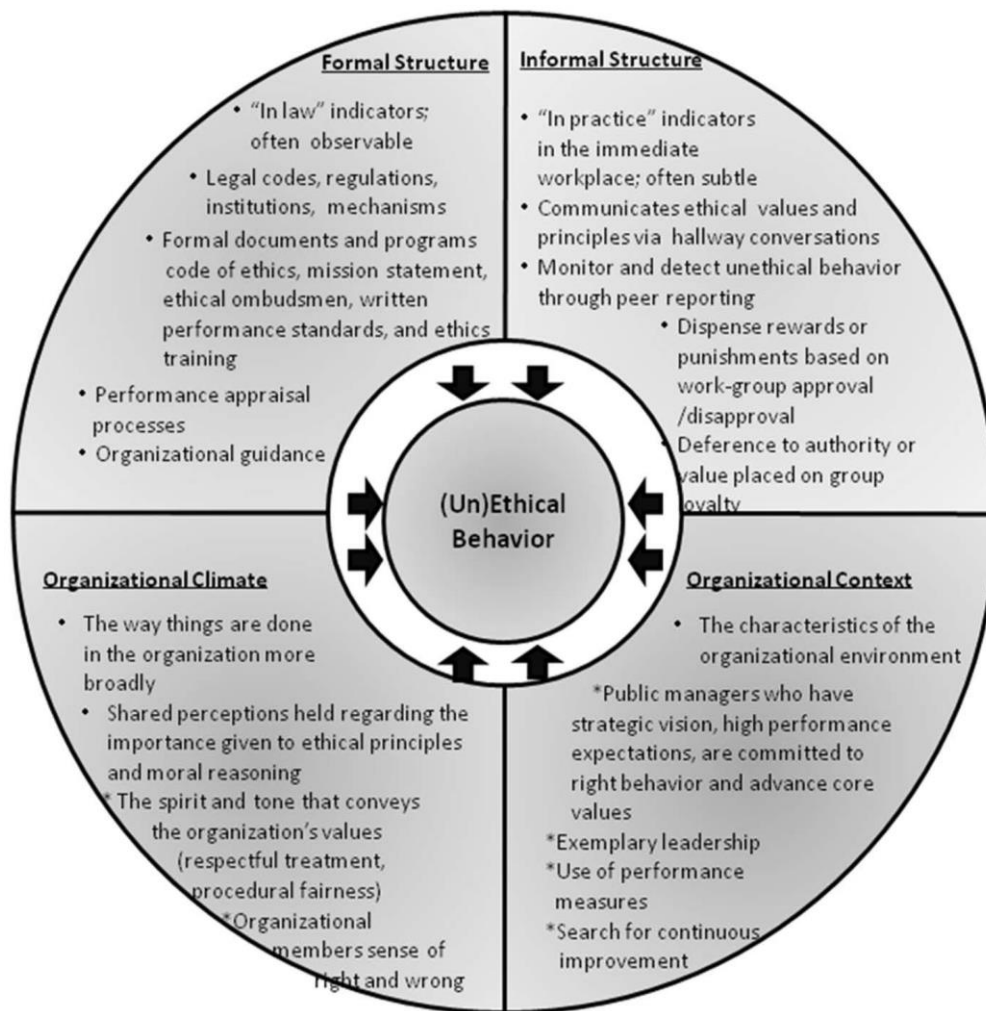 Formal Structure
• "In law" indicators;
often observable
• Legal codes, regulations,
institutions, mechanisms
• Formal documents and programs
code of ethics, mission statement,
ethical ombudsmen, written
performance standards, and ethics
training
• Performance appraisal
processes
• Organizational guidance
Informal Structure
• "In practice" indicators
in the immediate
workplace; often subtle
• Communicates ethical values and
principles via hallway conversations
• Monitor and detect unethical behavior
through peer reporting
• Dispense rewards or
punishments based on
work-group approval
/disapproval
• Deference to authority or
value placed on group
loyalty
(Un)Ethical
Behavior
Organizational Climate
• The way things are done
in the organization more
broadly
• Shared perceptions held regarding the
importance given to ethical principles
and moral reasoning
* The spirit and tone that conveys
the organization's values
(respectful treatment,
procedural fairness)
*Organizational
members sense of
right and wrong
Organizational Context
• The characteristics of the
organizational environment
*Public managers who have
strategic vision, high performance
expectations, are committed to
right behavior and advance core
values
*Exemplary leadership
*Use of performance
measures
*Search for continuous
improvement